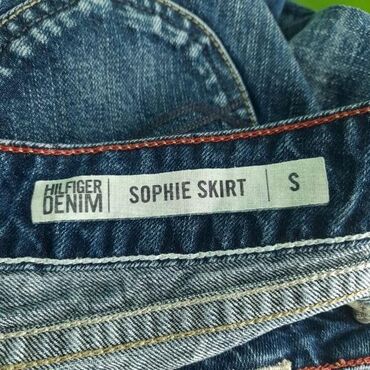 HILFIGER
DENIM
SOPHIE SKIRT
S